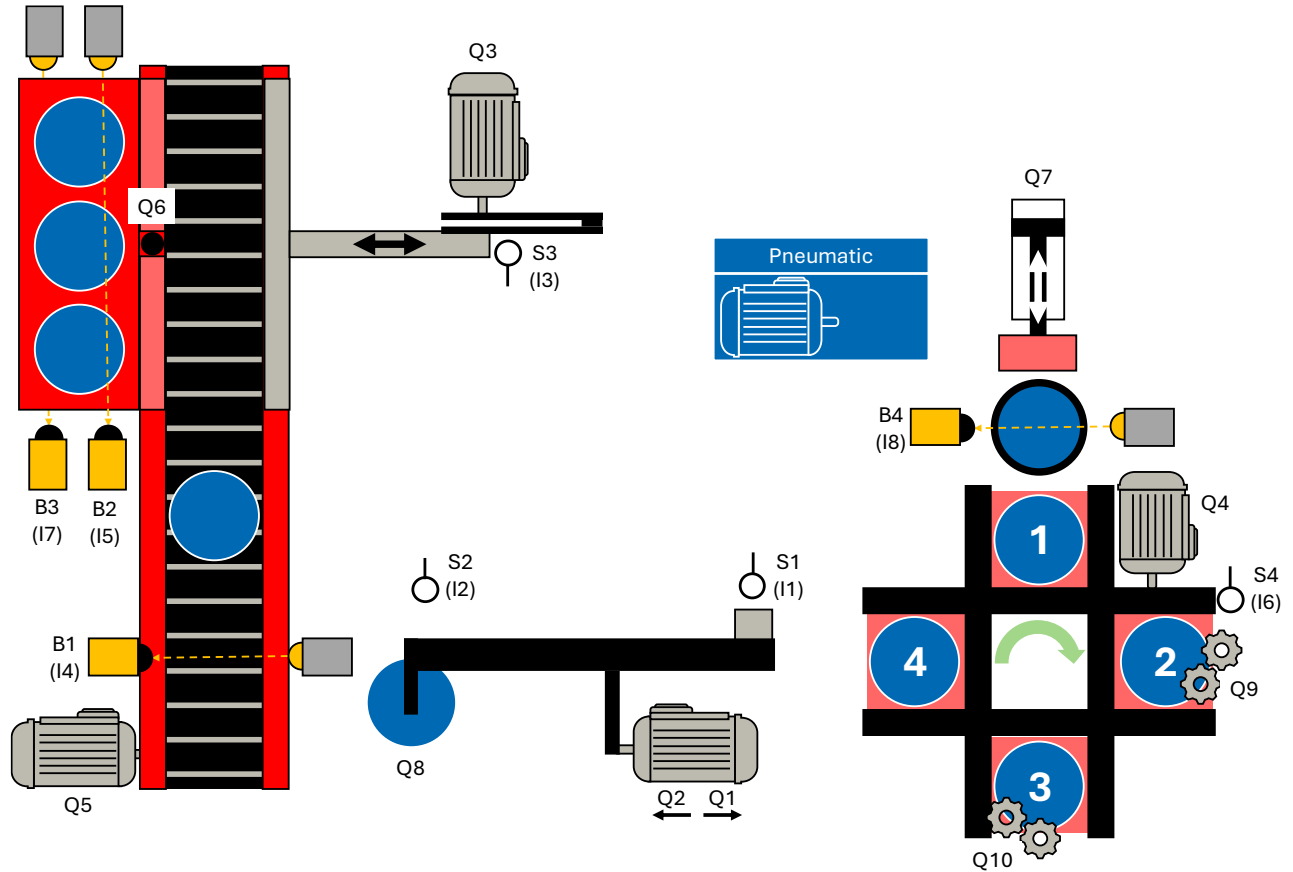 Q3
Q6
S3
(I3)
Q7
Pneumatic
B4
(I8)
Q4
B3
(I7)
B2
(I5)
S2
(I2)
S1
(I1)
1
S4
(I6)
B1
(I4)
4
2
Q9
Q8
Q5
Q2
Q1
3
Q10